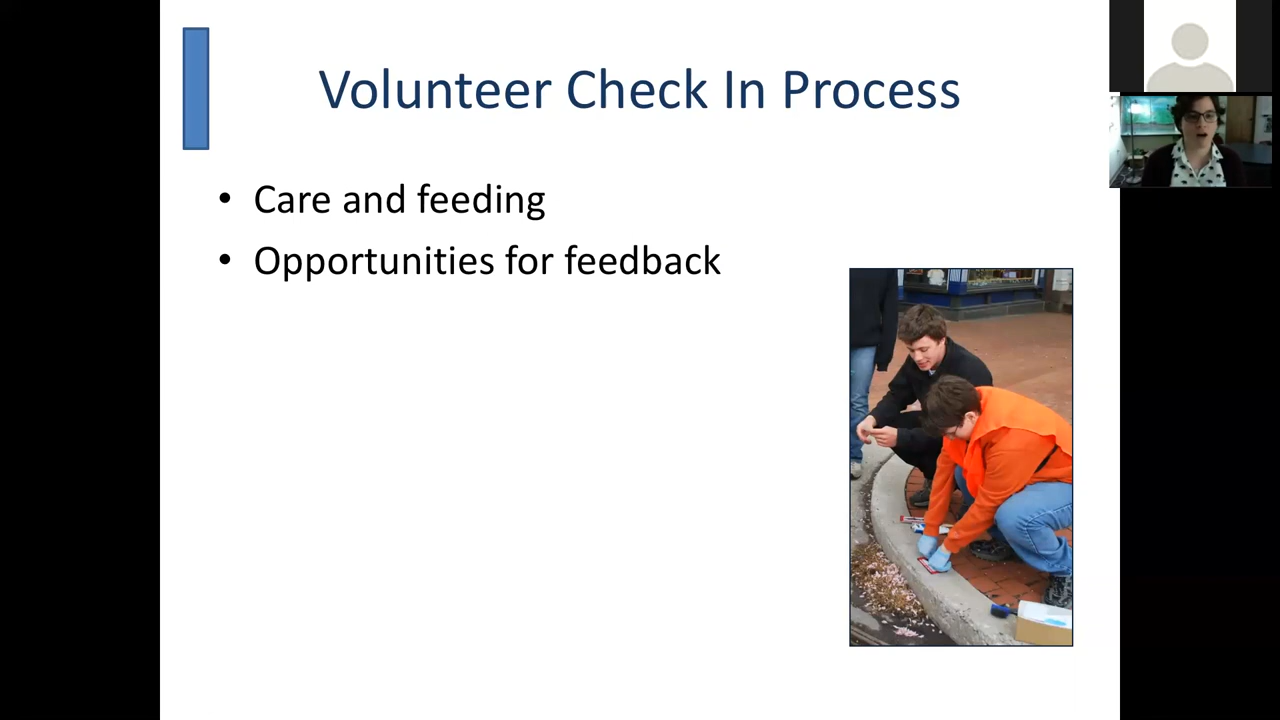 Volunteer Check In Process
• Care and feeding
• Opportunities for feedback